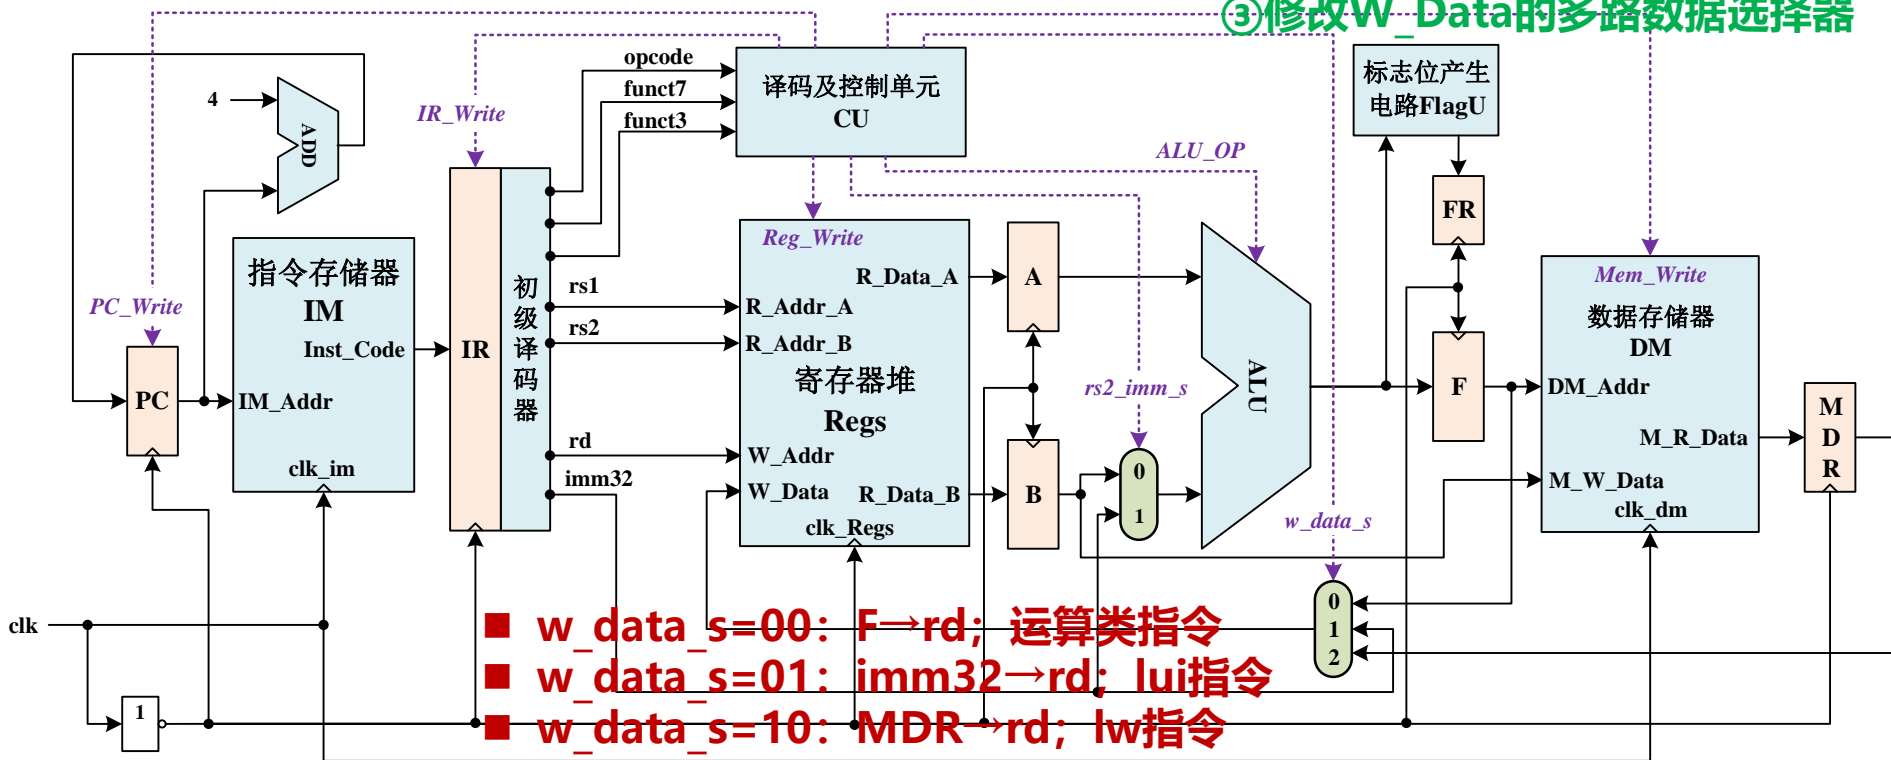 ③修改W_Data的多路数据选择器
opcode
funct7
funct3
译码及控制单元
CU
标志位产生
电路FlagU
4
ADD
IR_Write
ALU_OP
FR
指令存储器
IM
Inst_Code
IM_Addr
clk_im
PC_Write
PC
IR
初级译码器
rs1
rs2
rd
imm32
Reg_Write
R_Data_A
R_Addr_A
R_Addr_B
寄存器堆
Regs
W_Addr
W_Data
R_Data_B
clk_Regs
A
B
rs2_imm_s
0
1
ALU
F
Mem_Write
数据存储器
DM
DM_Addr
M_R_Data
M_W_Data
clk_dm
MDR
w_data_s
0
1
2
clk
1
■ w_data_s=00：F→rd；运算类指令
■ w_data_s=01：imm32→rd；lui指令
■ w_data_s=10：MDR→rd；lw指令